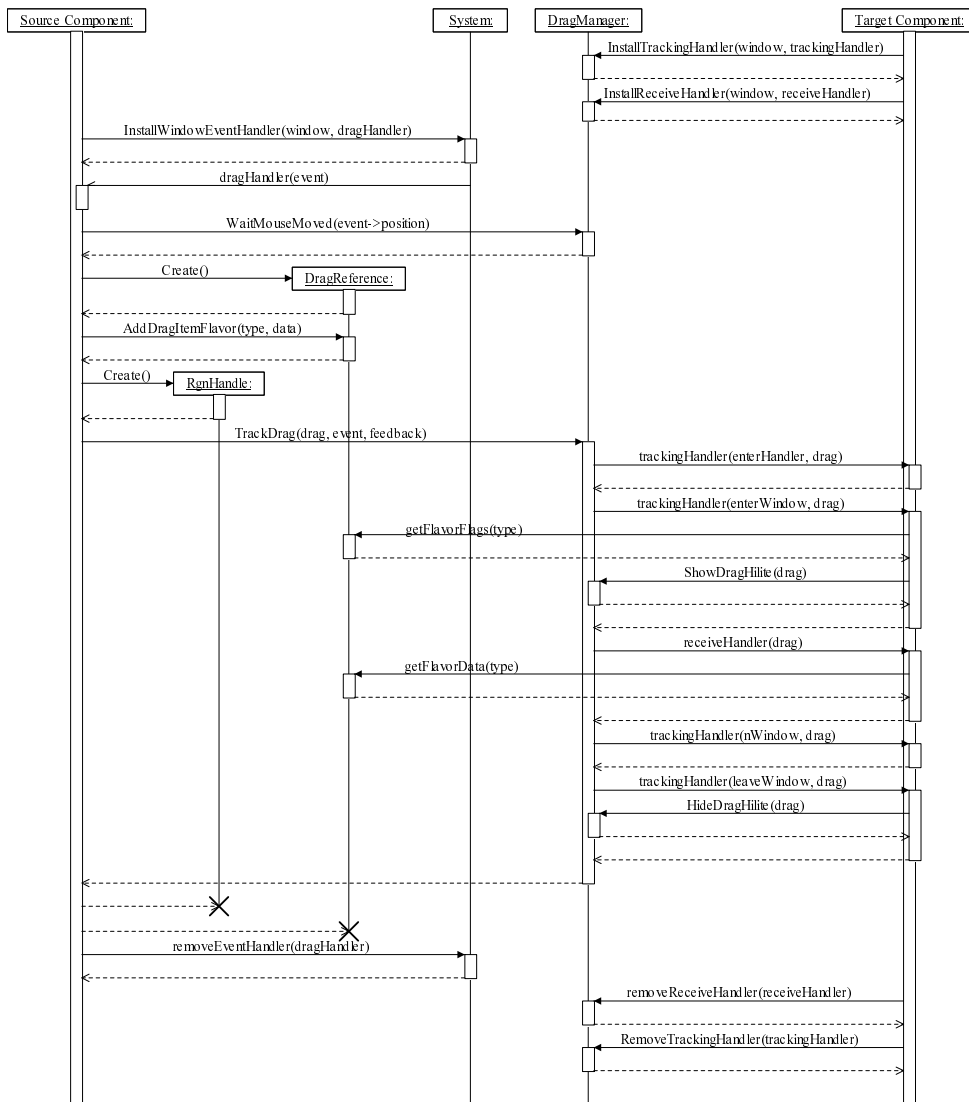 Source Component:
System:
DragManager:
Target Component:
InstallTrackingHandler(window, trackingHandler)
InstallReceiveHandler(window, receiveHandler)
InstallWindowEventHandler(window, dragHandler)
dragHandler(event)
WaitMouseMoved(event->position)
Create()
DragReference:
AddDragItemFlavor(type, data)
Create()
RgnHandle:
TrackDrag(drag, event, feedback)
trackingHandler(enterHandler, drag)
trackingHandler(enterWindow, drag)
getFlavorFlags(type)
ShowDragHilite(drag)
receiveHandler(drag)
getFlavorData(type)
trackingHandler(nWindow, drag)
trackingHandler(leaveWindow, drag)
HideDragHilite(drag)
removeEventHandler(dragHandler)
removeReceiveHandler(receiveHandler)
RemoveTrackingHandler(trackingHandler)